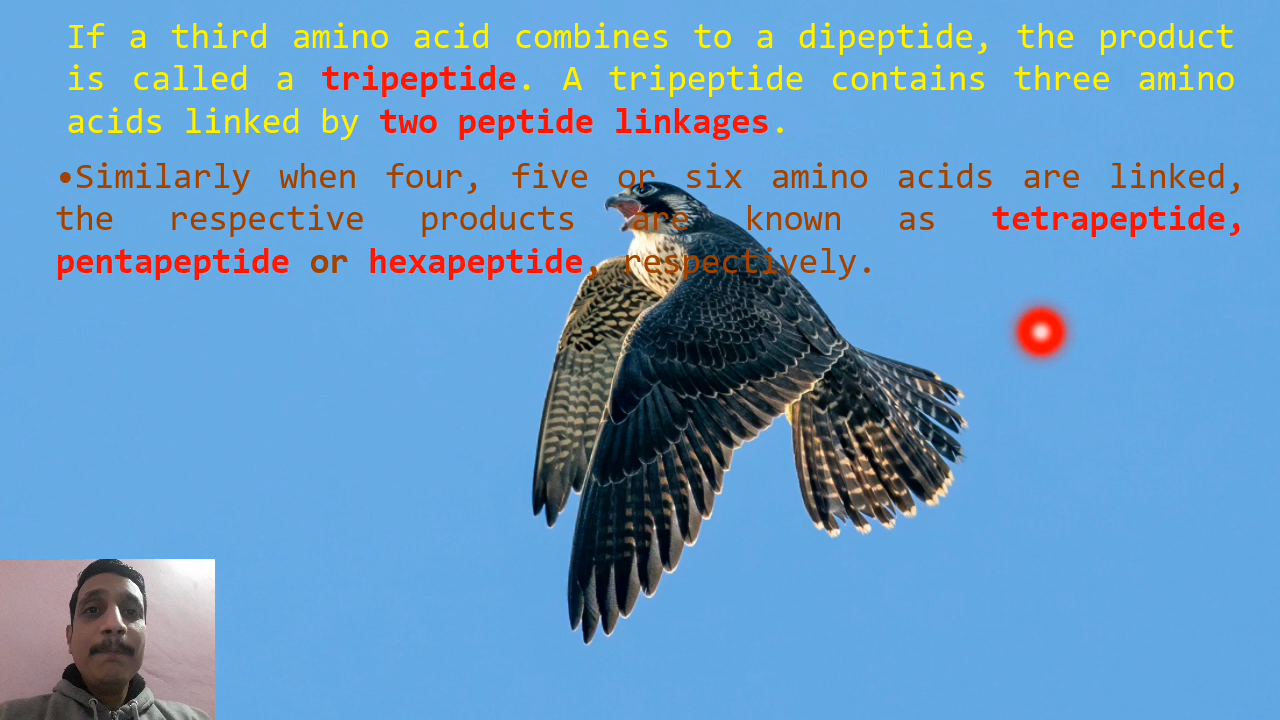 If a third amino acid combines to a dipeptide, the product
is called a tripeptide. A tripeptide contains three amino
acids linked by two peptide linkages.
•Similarly when four, five or six amino acids are linked,
the respective products are known as tetrapeptide,
pentapeptide or hexapeptide, respectively.